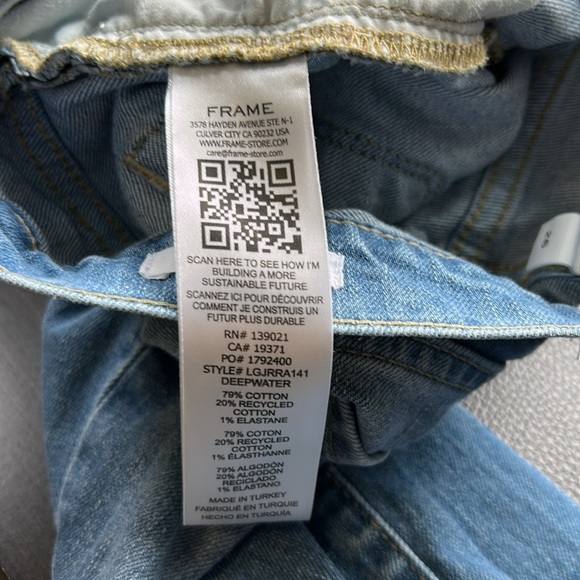 FRAME
3578 HAYDEN AVENUE STE N-1
CULVER CITY CA 90232 USA
WWW.FRAME-STORE.COM
care@frame-store.com
SCAN HERE TO SEE HOW I'M
BUILDING A MORE
SUSTAINABLE FUTURE
SCANNEZ ICI POUR DÉCOUVRIR
COMMENT JE CONSTRUIS UN
FUTUR PLUS DURABLE
RN# 139021
CA# 19371
PO# 1792400
STYLE# LGJRRA141
DEEPWATER
79% COTTON
20% RECYCLED
COTTON
1% ELASTANE
79% COTON
20% RECYCLED
COTTON
1% ÉLASTHANNE
79% ALGODÓN
20% ALGODÓN
RECICLADO
1% ELASTANO
MADE IN TURKEY
FABRIQUÉ EN TURQUIE
HECHO EN TURQUÍA